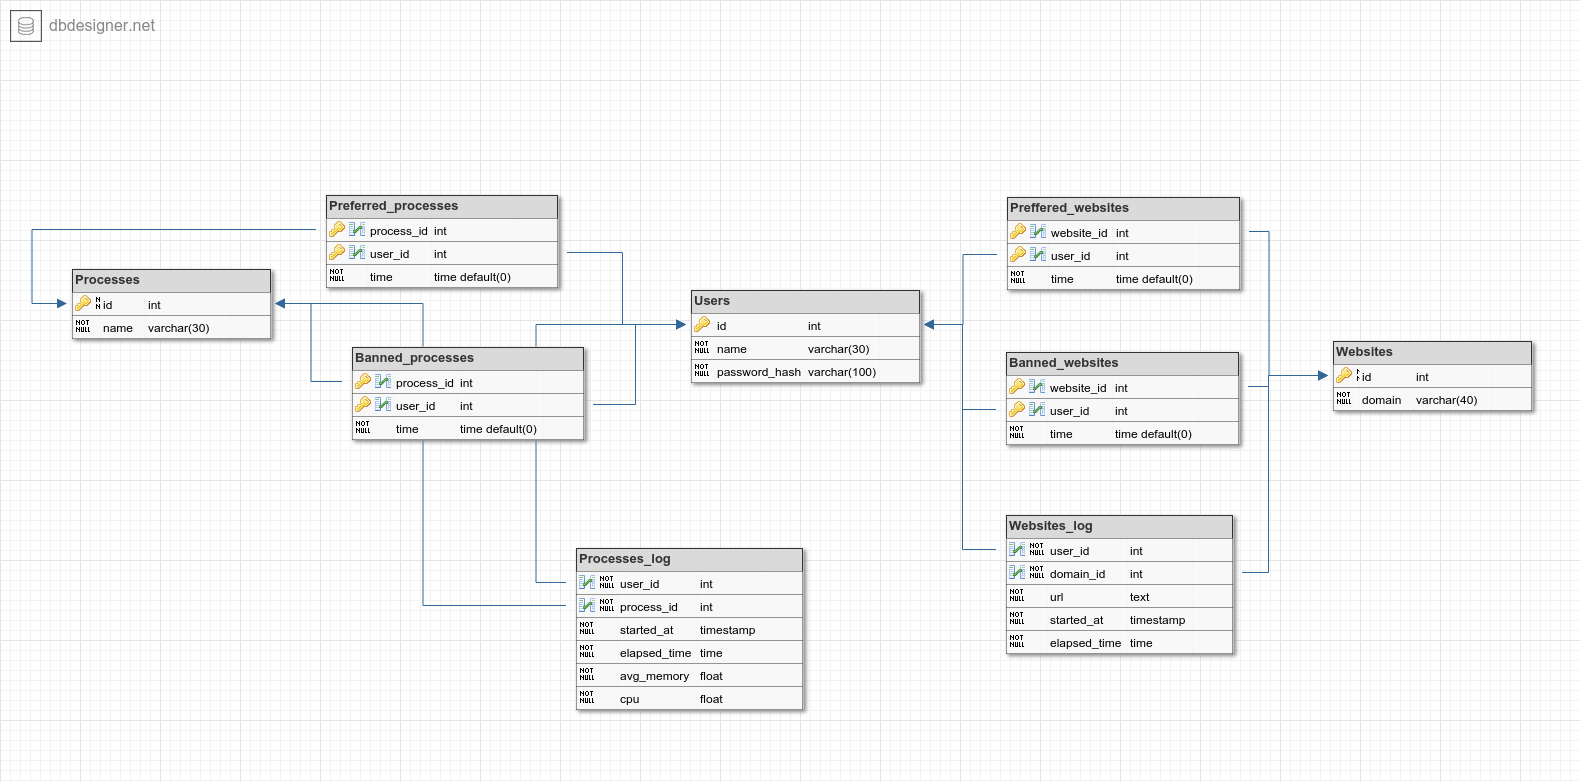 dbdesigner.net
Preferred_processes
process_id int
user_id int
NOT NULL time time default(0)
Processes
N N id int
NOT NULL name varchar(30)
Banned_processes
process_id int
user_id int
NOT NULL time time default(0)
Users
id int
NOT NULL name varchar(30)
NOT NULL password_hash varchar(100)
Processes_log
NOT NULL user_id int
NOT NULL process_id int
NOT NULL started_at timestamp
NOT NULL elapsed_time time
NOT NULL avg_memory float
NOT NULL cpu float
Preffered_websites
website_id int
user_id int
NOT NULL time time default(0)
Banned_websites
website_id int
user_id int
NOT NULL time time default(0)
Websites
id int
NOT NULL domain varchar(40)
Websites_log
NOT NULL user_id int
NOT NULL domain_id int
NOT NULL url text
NOT NULL started_at timestamp
NOT NULL elapsed_time time